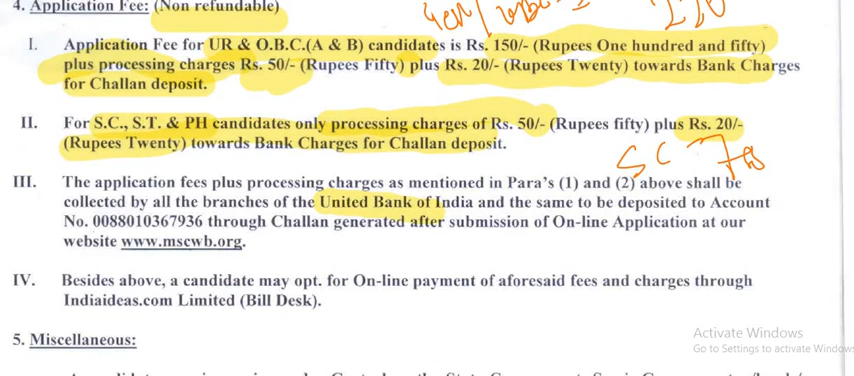 4. Application Fee: (Non refundable)
Gen/
220
I. Application Fee for UR & O.B.C.(A & B) candidates is Rs. 150/- (Rupees One hundred and fifty)
plus processing charges Rs. 50/- (Rupees Fifty) plus Rs. 20/- (Rupees Twenty) towards Bank Charges
for Challan deposit.
II. For S.C., S.T. & PH candidates only processing charges of Rs. 50/- (Rupees fifty) plus Rs. 20/-
(Rupees Twenty) towards Bank Charges for Challan deposit.
SC
III. The application fees plus processing charges as mentioned in Para's (1) and (2) above shall be
collected by all the branches of the United Bank of India and the same to be deposited to Account
No. 0088010367936 through Challan generated after submission of On-line Application at our
website www.mscwb.org.
IV. Besides above, a candidate may opt. for On-line payment of aforesaid fees and charges through
Indiaideas.com Limited (Bill Desk).
5. Miscellaneous:
Activate Windows
Go to Settings to activate Windows